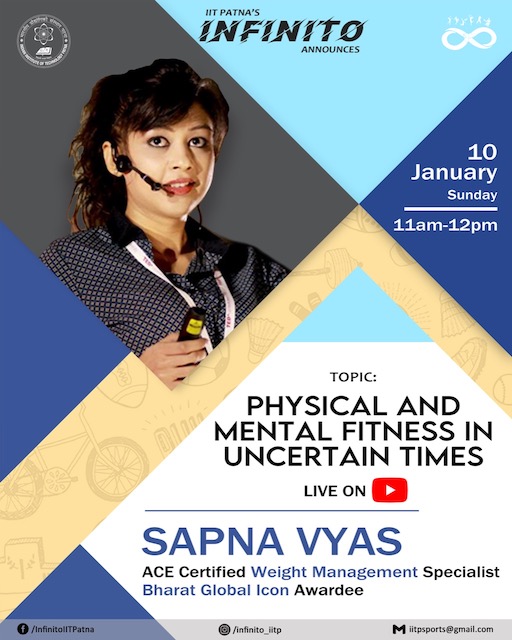 IIT PATNA'S
INFINITO
ANNOUNCES
10
January
Sunday
11am-12pm
TOPIC:
PHYSICAL AND
MENTAL FITNESS IN
UNCERTAIN TIMES
LIVE ON
SAPNA VYAS
ACE Certified Weight Management Specialist
Bharat Global Icon Awardee
/InfinitoIITPatna
/infinito_iitp
iitpsports@gmail.com